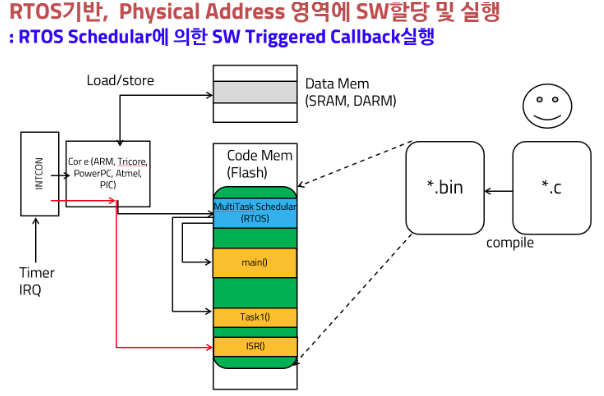 RTOS기반, Physical Address 영역에 SW할당 및 실행
: RTOS Schedular에 의한 SW Triggered Callback실행
Load/store
Data Mem
(SRAM, DARM)
INTCON
Cor e (ARM, Tricore,
PowerPC, Atmel,
PIC)
Code Mem
(Flash)
MultiTask Schedular
(RTOS)
main()
Task1()
ISR()
Timer
IRQ
*.bin
*.c
compile